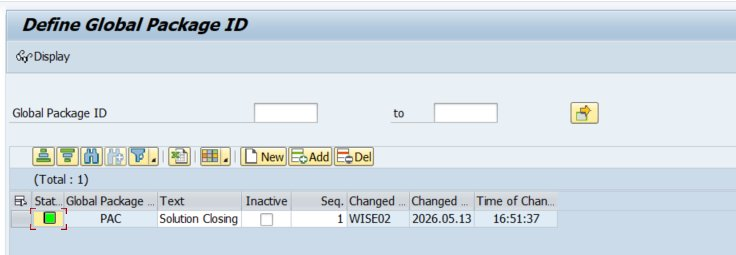 Define Global Package ID
Display
Global Package ID to
New Add Del
(Total : 1)
Stat... Global Package ... Text Inactive Seq. Changed ... Changed ... Time of Chan...
PAC Solution Closing 1 WISE02 2026.05.13 16:51:37